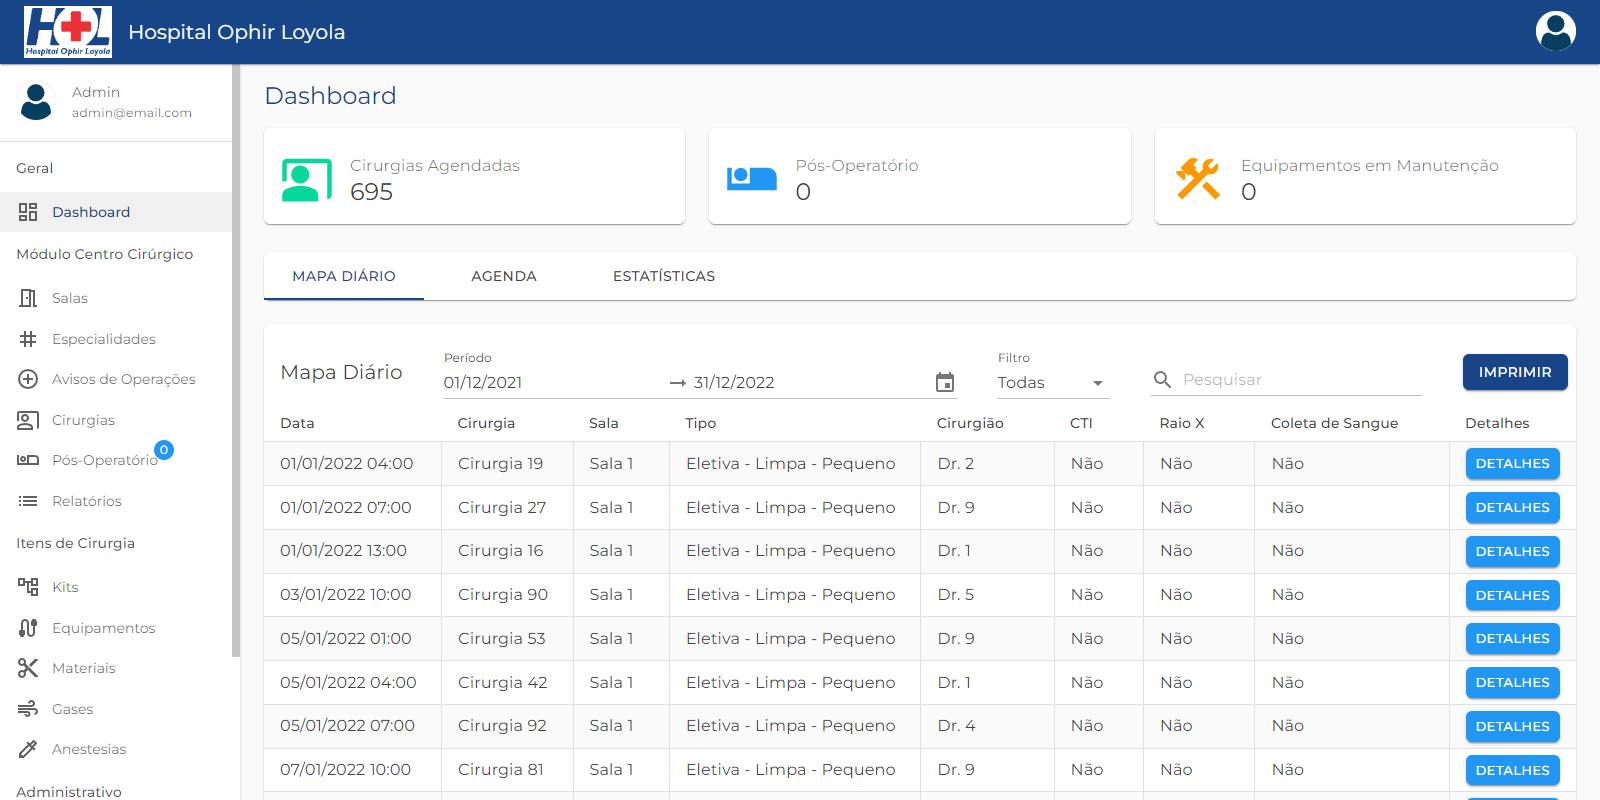 HOL
Hospital Ophir Loyola
Hospital Ophir Loyola
Admin
admin@email.com
Geral
Dashboard
Módulo Centro Cirúrgico
Salas
Especialidades
Avisos de Operações
Cirurgias
Pós-Operatório 0
Relatórios
Itens de Cirurgia
Kits
Equipamentos
Materiais
Gases
Anestesias
Administrativo
Dashboard
Cirurgias Agendadas
695
Pós-Operatório
0
Equipamentos em Manutenção
0
MAPA DIÁRIO AGENDA ESTATÍSTICAS
Mapa Diário
Período
01/12/2021 → 31/12/2022
Filtro
Todas
Pesquisar
IMPRIMIR
Data Cirurgia Sala Tipo Cirurgião CTI Raio X Coleta de Sangue Detalhes
01/01/2022 04:00 Cirurgia 19 Sala 1 Eletiva - Limpa - Pequeno Dr. 2 Não Não Não DETALHES
01/01/2022 07:00 Cirurgia 27 Sala 1 Eletiva - Limpa - Pequeno Dr. 9 Não Não Não DETALHES
01/01/2022 13:00 Cirurgia 16 Sala 1 Eletiva - Limpa - Pequeno Dr. 1 Não Não Não DETALHES
03/01/2022 10:00 Cirurgia 90 Sala 1 Eletiva - Limpa - Pequeno Dr. 5 Não Não Não DETALHES
05/01/2022 01:00 Cirurgia 53 Sala 1 Eletiva - Limpa - Pequeno Dr. 9 Não Não Não DETALHES
05/01/2022 04:00 Cirurgia 42 Sala 1 Eletiva - Limpa - Pequeno Dr. 1 Não Não Não DETALHES
05/01/2022 07:00 Cirurgia 92 Sala 1 Eletiva - Limpa - Pequeno Dr. 4 Não Não Não DETALHES
07/01/2022 10:00 Cirurgia 81 Sala 1 Eletiva - Limpa - Pequeno Dr. 9 Não Não Não DETALHES